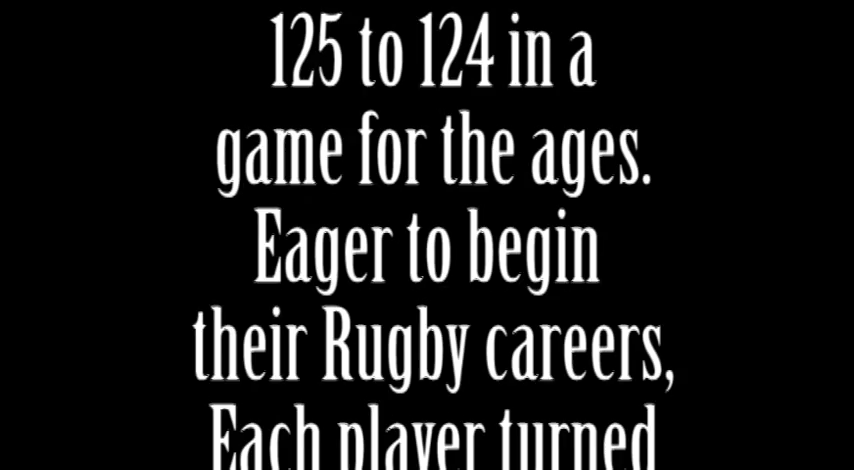 125 to 124 in a
game for the ages.
Eager to begin
their Rugby careers,
Each player turned